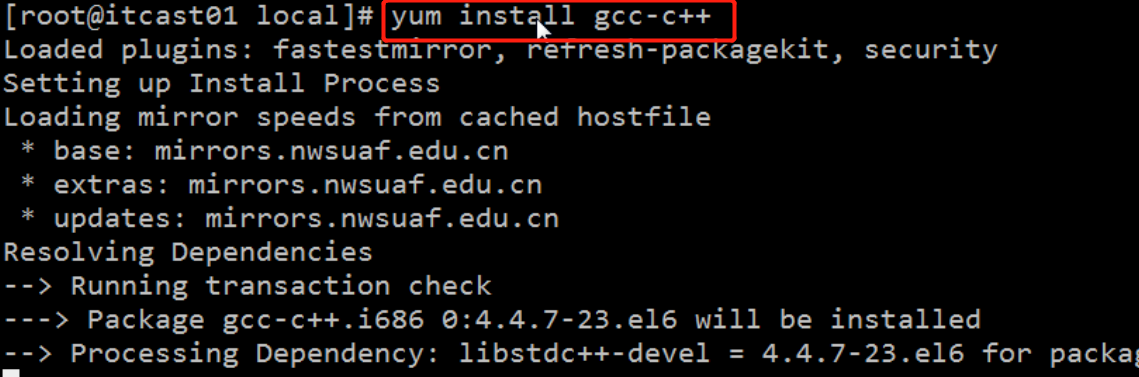 [root@itcast01 local]# yum install gcc-c++
Loaded plugins: fastestmirror, refresh-packagekit, security
Setting up Install Process
Loading mirror speeds from cached hostfile
 * base: mirrors.nwsuaf.edu.cn
 * extras: mirrors.nwsuaf.edu.cn
 * updates: mirrors.nwsuaf.edu.cn
Resolving Dependencies
--> Running transaction check
---> Package gcc-c++.i686 0:4.4.7-23.el6 will be installed
--> Processing Dependency: libstdc++-devel = 4.4.7-23.el6 for packag